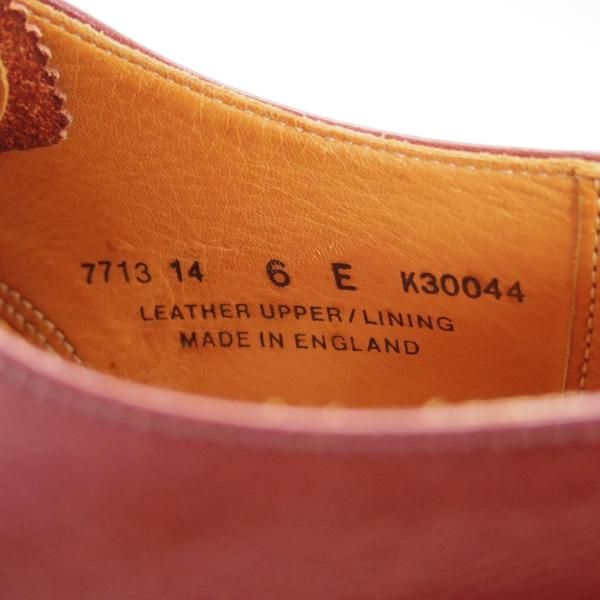 7713 14 6 E K30044
LEATHER UPPER/LINING
MADE IN ENGLAND